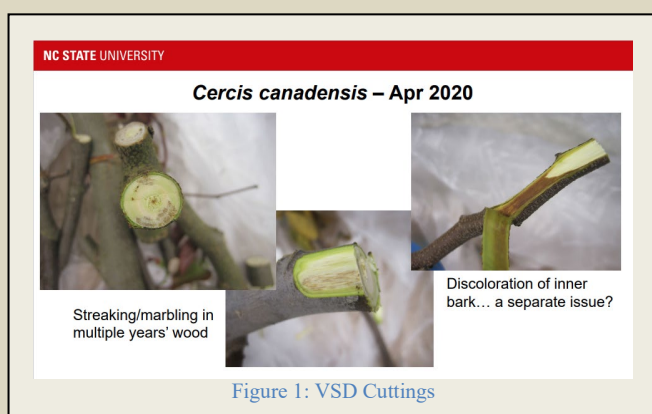 NC STATE UNIVERSITY
Cercis canadensis – Apr 2020
Streaking/marbling in
multiple years' wood
Discoloration of inner
bark… a separate issue?
Figure 1: VSD Cuttings